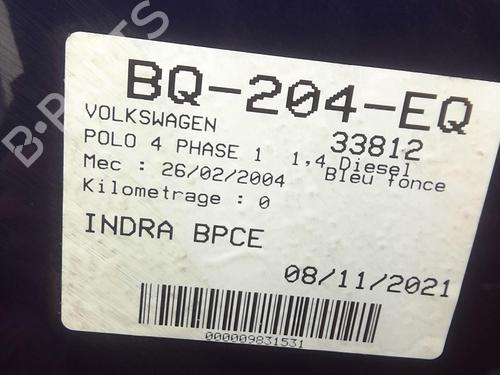 BQ-204-EQ
VOLKSWAGEN
33812
POLO 4 PHASE 1 1,4 Diesel
Mec : 26/02/2004 Bleu fonce
Kilometrage : 0
INDRA BPCE
08/11/2021
000009831531
B-PARTS